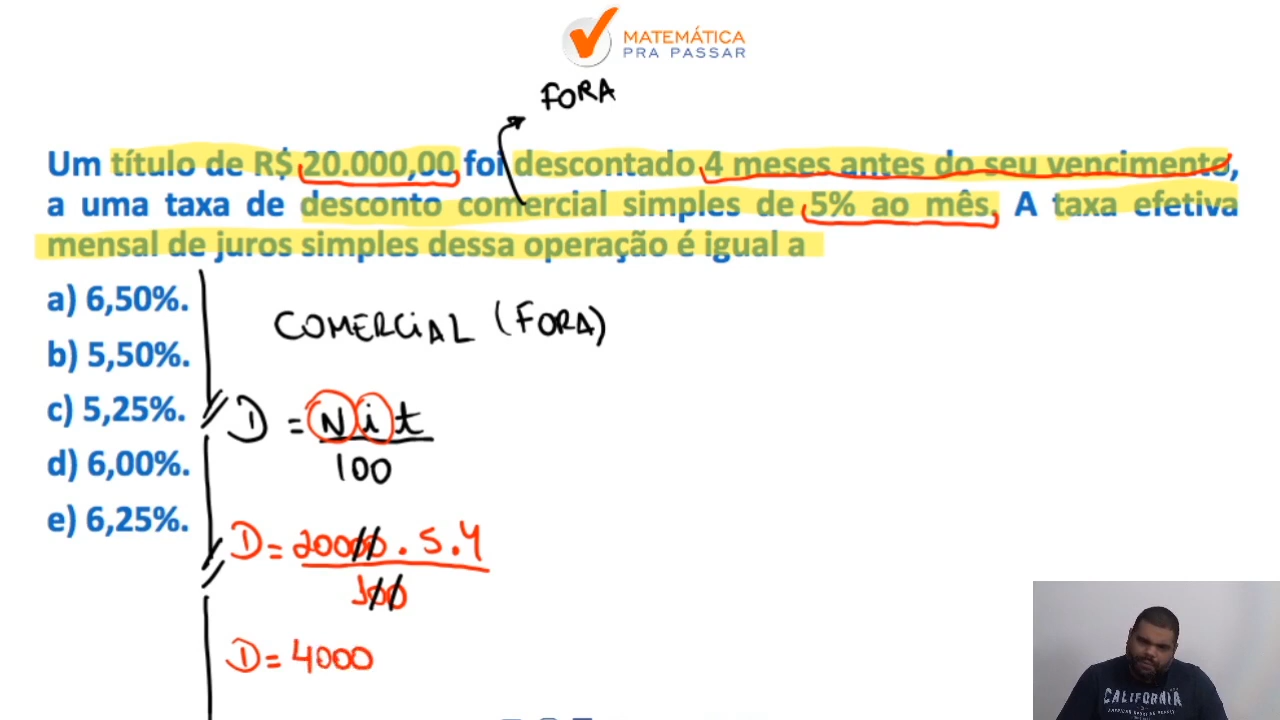 MATEMÁTICA
PRA PASSAR
FORA
Um título de R$ 20.000,00 foi descontado 4 meses antes do seu vencimento,
a uma taxa de desconto comercial simples de 5% ao mês. A taxa efetiva
mensal de juros simples dessa operação é igual a
a) 6,50%.
b) 5,50%.
c) 5,25%.
d) 6,00%.
e) 6,25%.
COMERCIAL (FORA)
D = Nit
100
D = 20000 . 5 . 4
100
D = 4000
CALIFORNIA